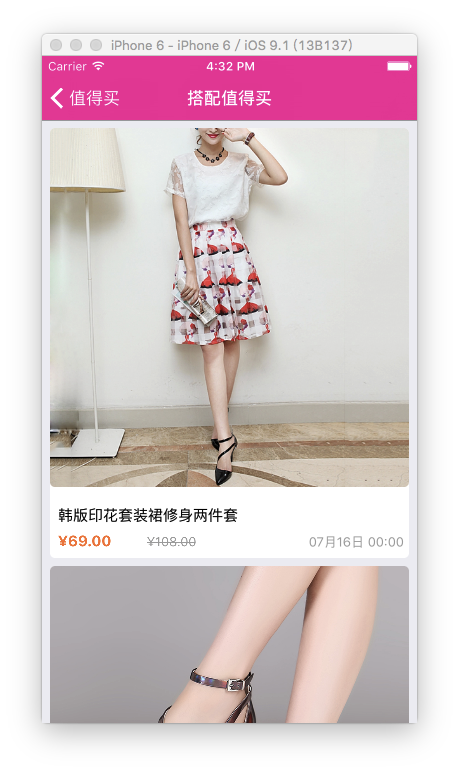 iPhone 6 - iPhone 6 / iOS 9.1 (13B137)
Carrier 4:32 PM
值得买 搭配值得买
韩版印花套装裙修身两件套
¥69.00 ¥108.00 07月16日 00:00